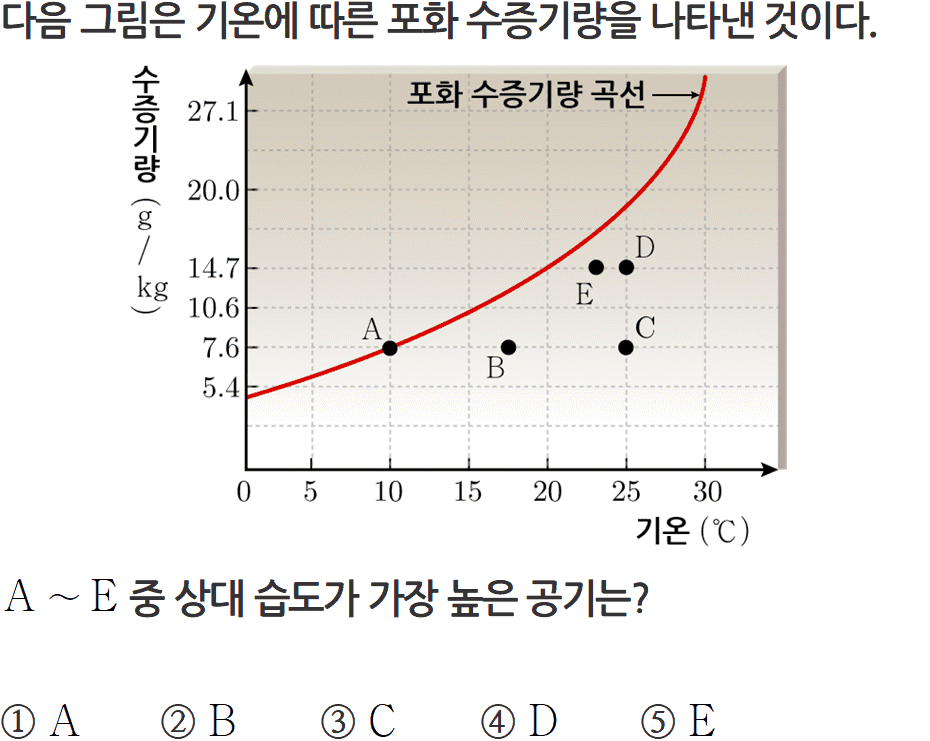 다음 그림은 기온에 따른 포화 수증기량을 나타낸 것이다.
수증기량 (g/kg)
포화 수증기량 곡선
27.1
20.0
14.7
10.6
7.6
5.4
D
E
A
C
B
0 5 10 15 20 25 30
기온 (℃)
A ~ E 중 상대 습도가 가장 높은 공기는?
① A ② B ③ C ④ D ⑤ E